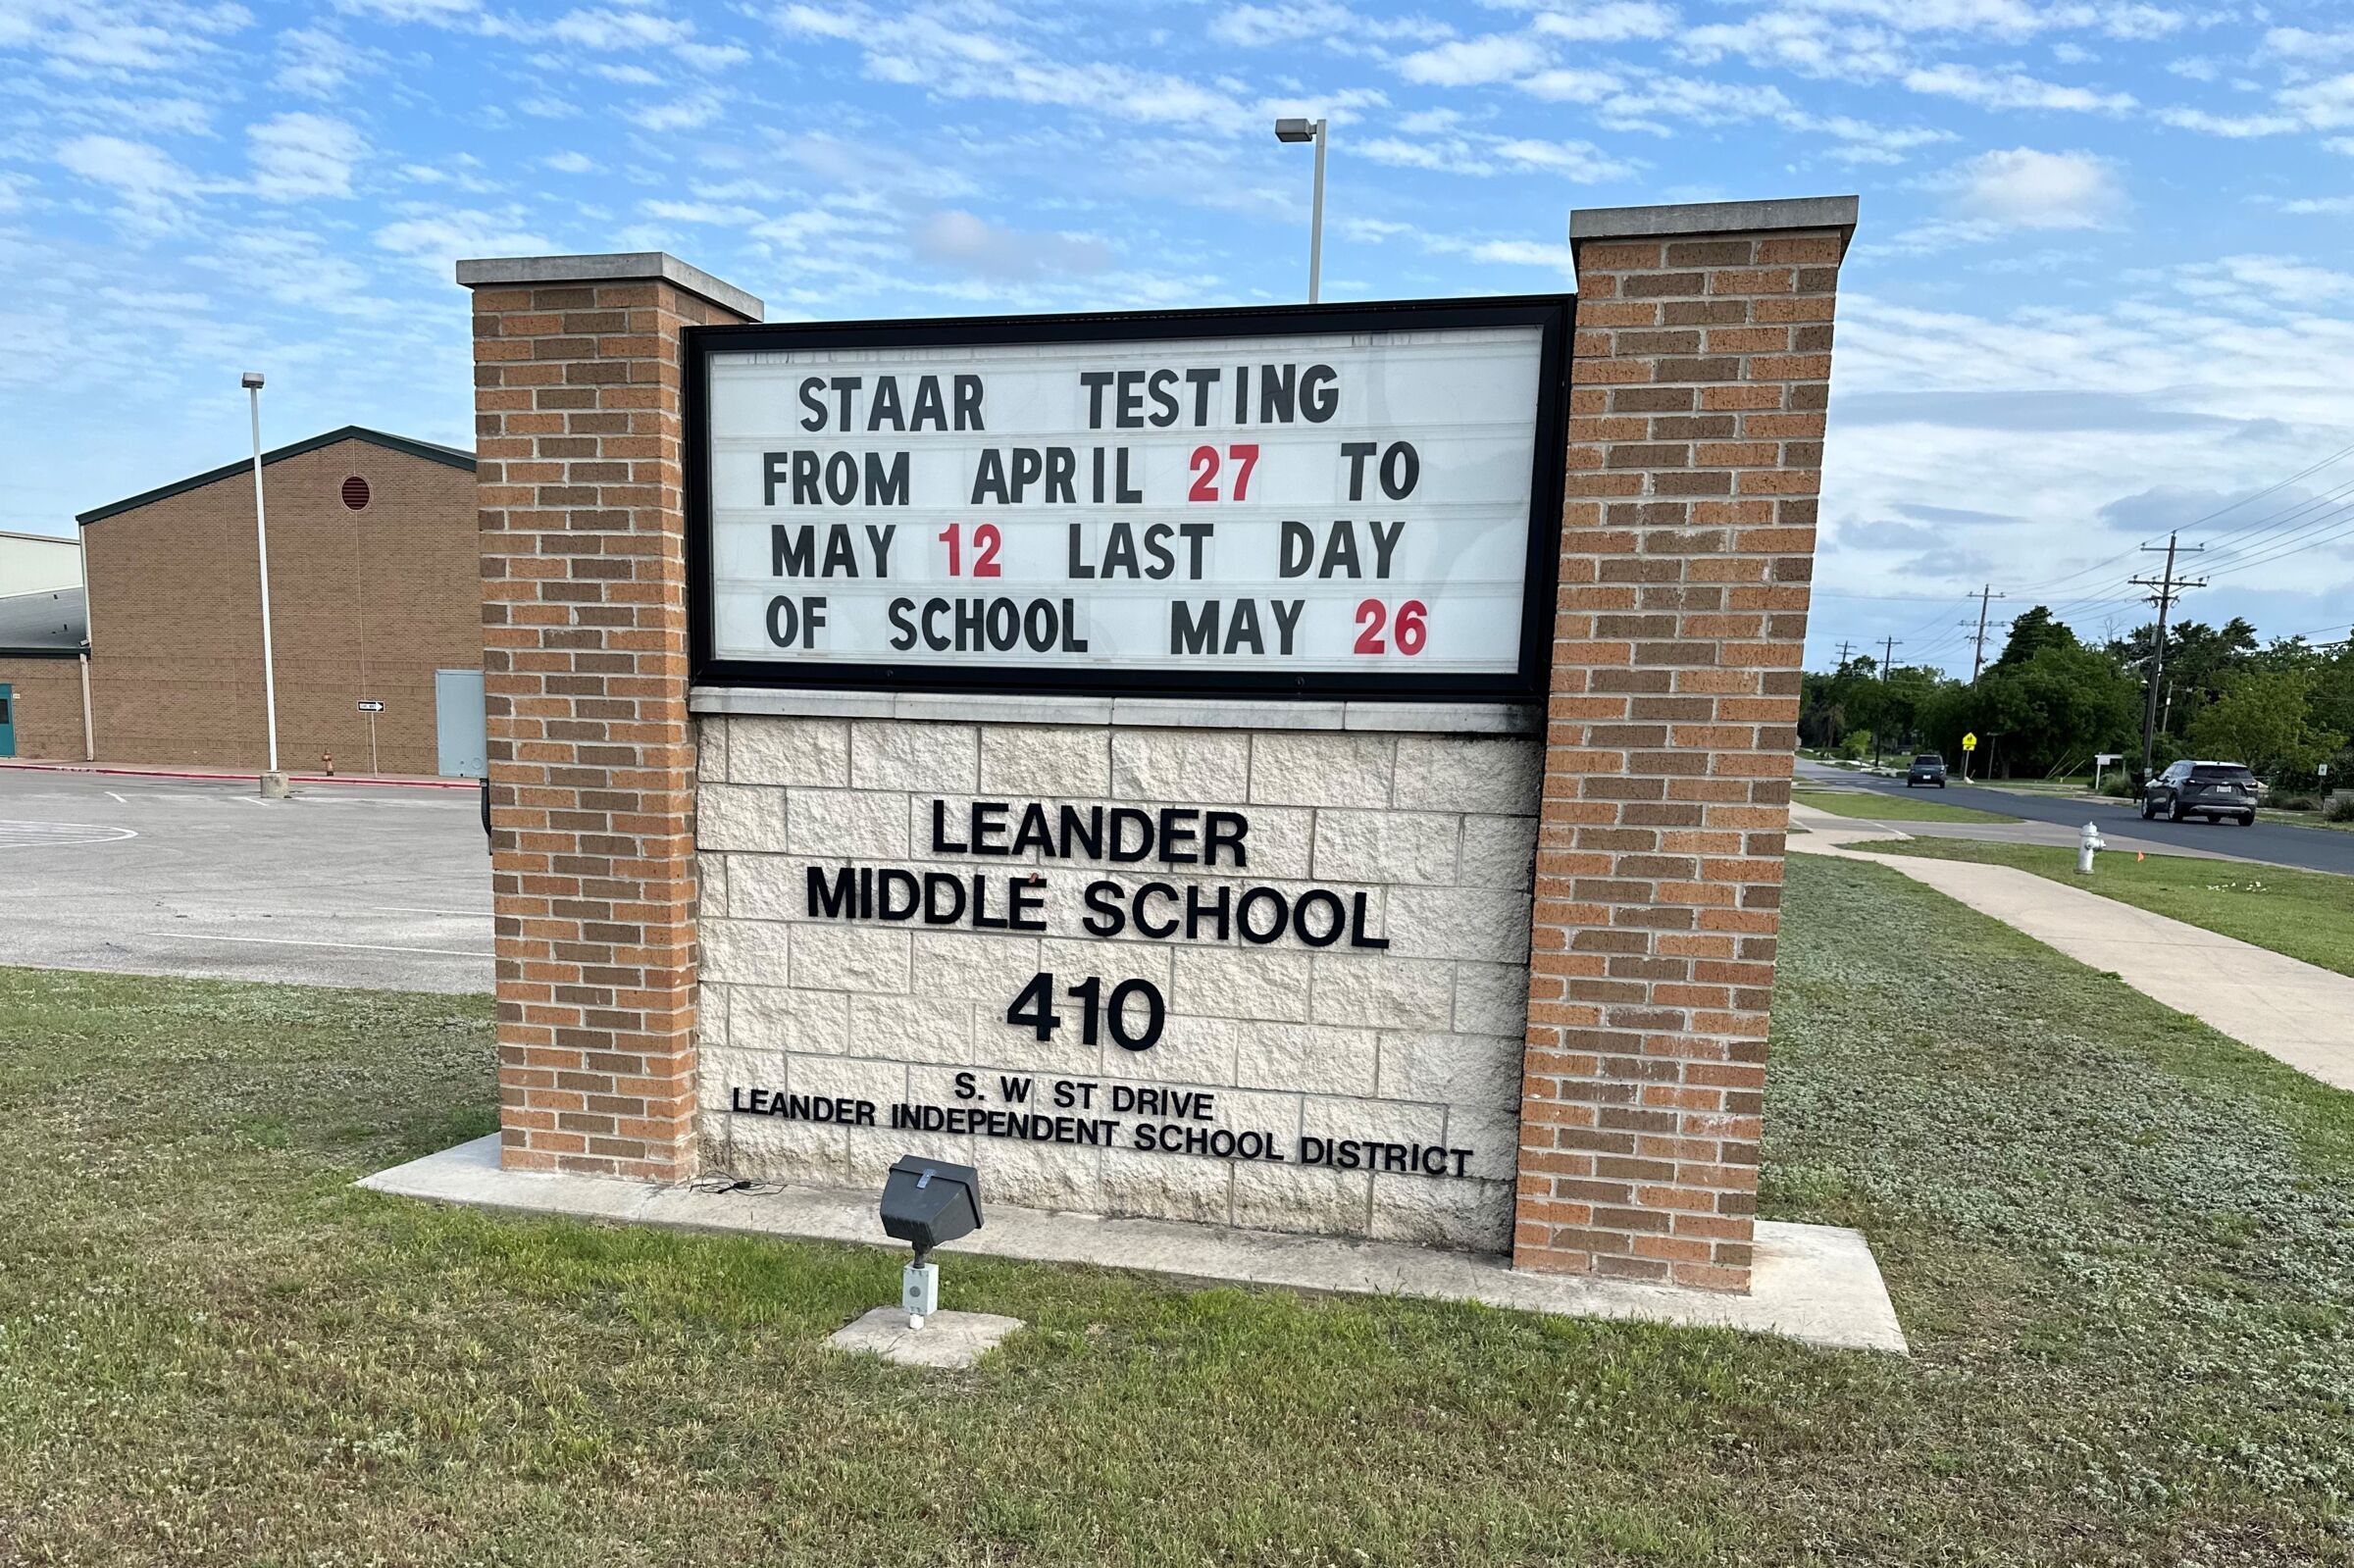 STAAR TESTING
FROM APRIL 27 TO
MAY 12 LAST DAY
OF SCHOOL MAY 26
LEANDER
MIDDLE SCHOOL
410
S. W ST DRIVE
LEANDER INDEPENDENT SCHOOL DISTRICT